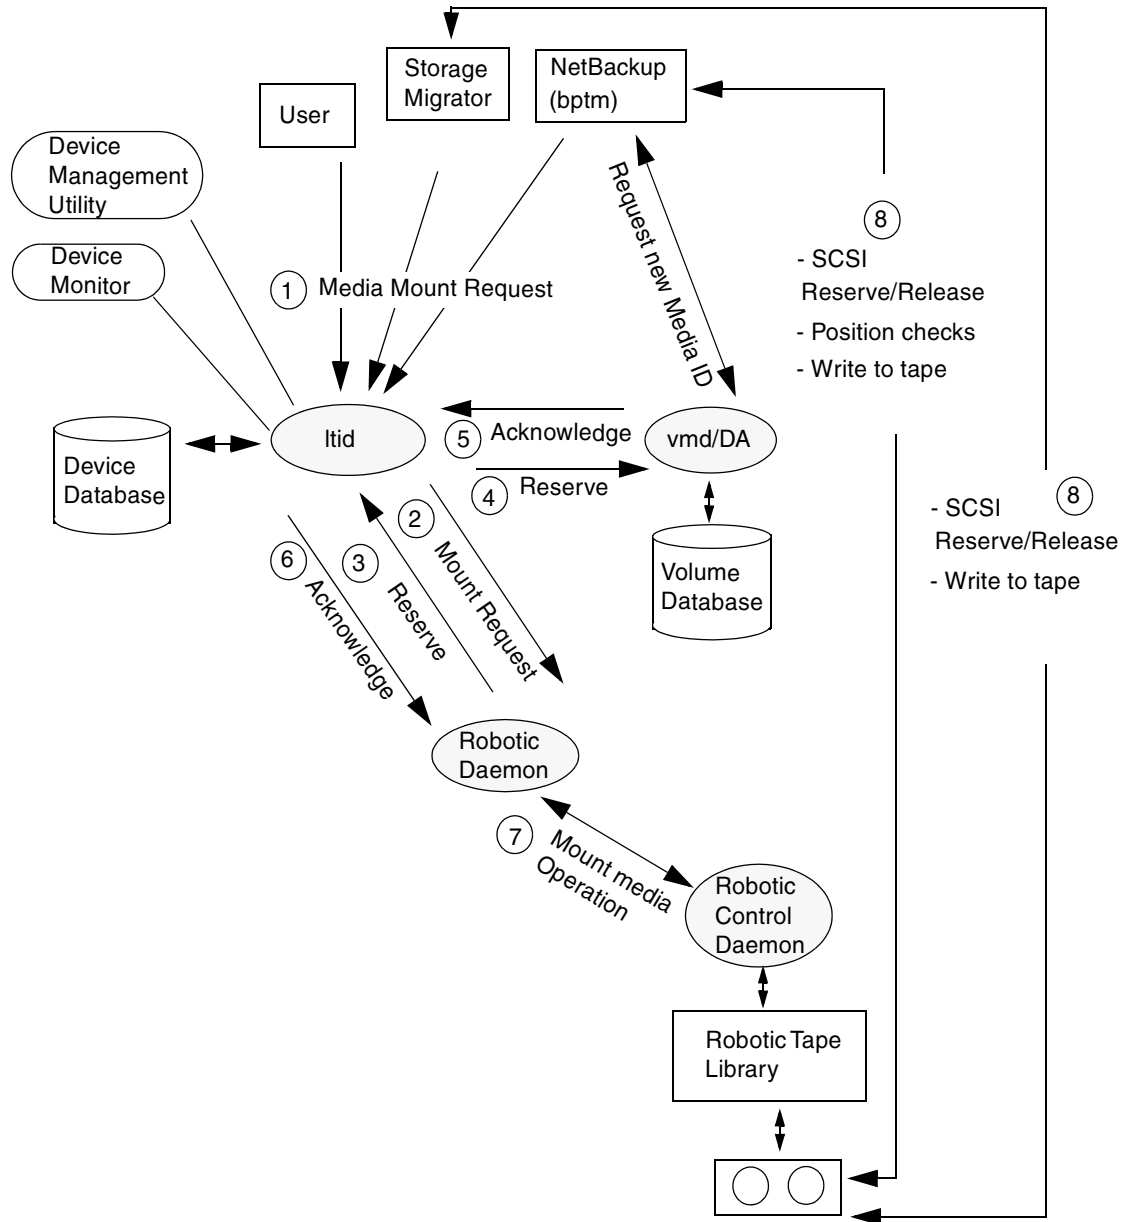 Storage
Migrator
NetBackup
(bptm)
User
Device
Management
Utility
Device
Monitor
Request new Media ID
8
- SCSI
Reserve/Release
- Position checks
- Write to tape
1 Media Mount Request
ltid
5 Acknowledge
vmd/DA
4 Reserve
Device
Database
8
- SCSI
Reserve/Release
- Write to tape
2 Mount Request
3 Reserve
6 Acknowledge
Volume
Database
Robotic
Daemon
7 Mount media
Operation
Robotic
Control
Daemon
Robotic Tape
Library